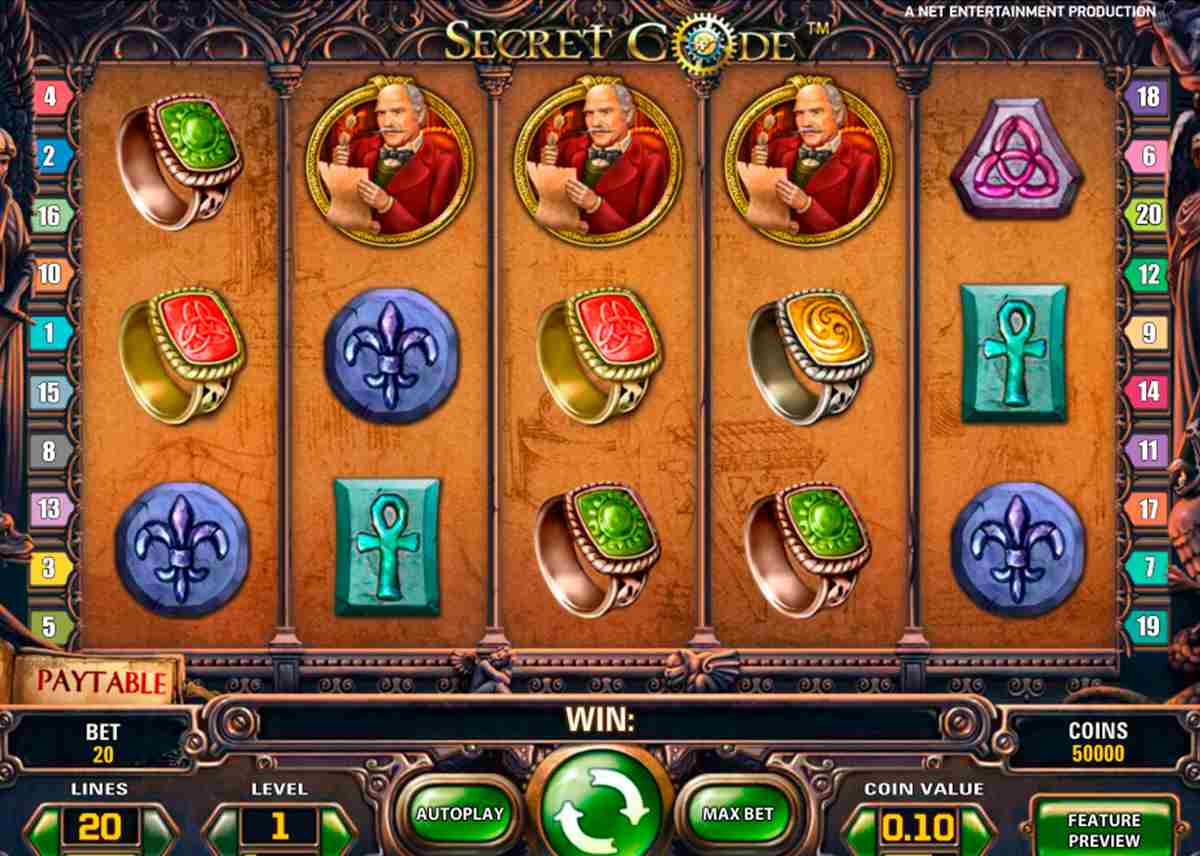 A NET ENTERTAINMENT PRODUCTION
SECRET CODE™
4
18
2
6
16
20
10
12
1
9
15
14
8
11
13
17
3
7
5
19
PAYTABLE
WIN:
BET
20
COINS
50000
LINES
20
LEVEL
1
AUTOPLAY
MAX BET
COIN VALUE
0.10
FEATURE
PREVIEW